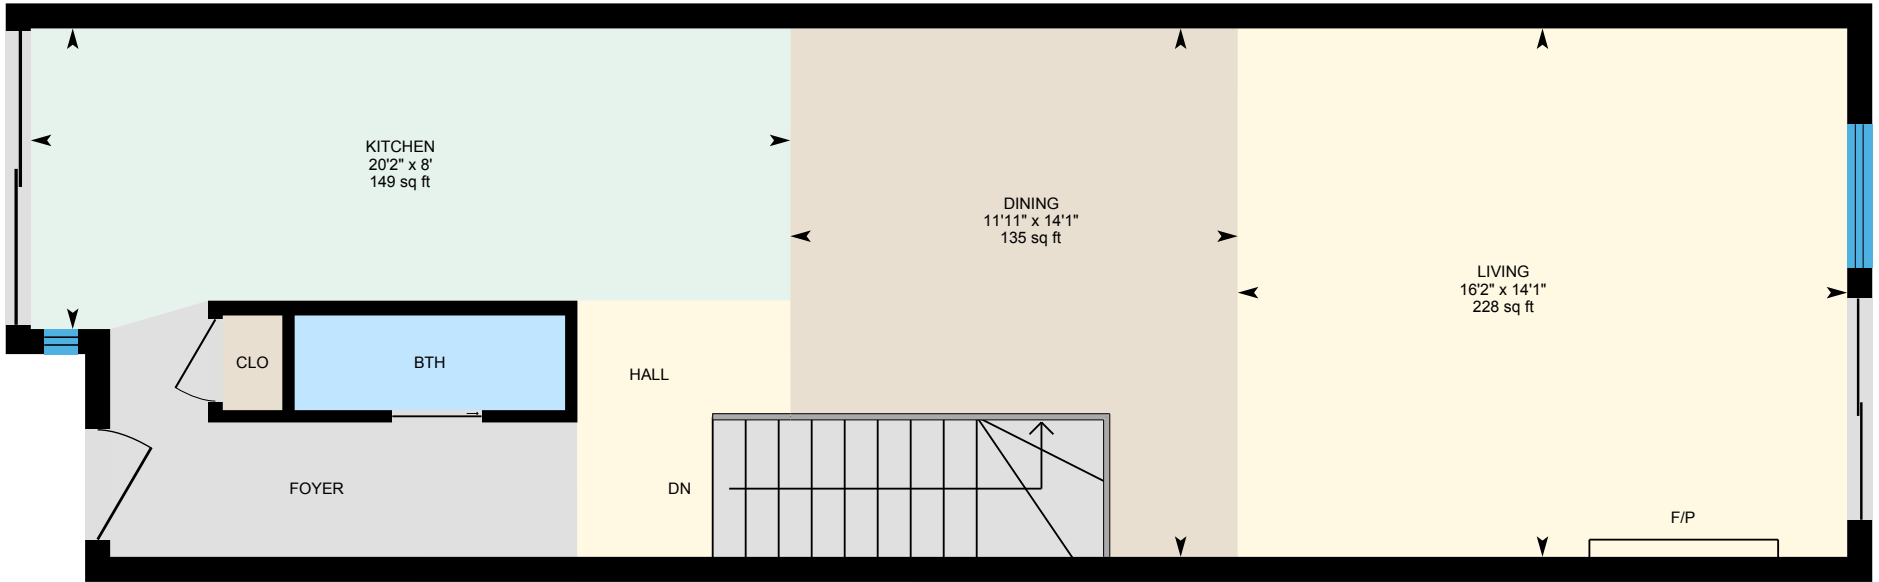 KITCHEN
20'2" x 8'
149 sq ft
DINING
11'11" x 14'1"
135 sq ft
LIVING
16'2" x 14'1"
228 sq ft
CLO
BTH
HALL
FOYER
DN
F/P